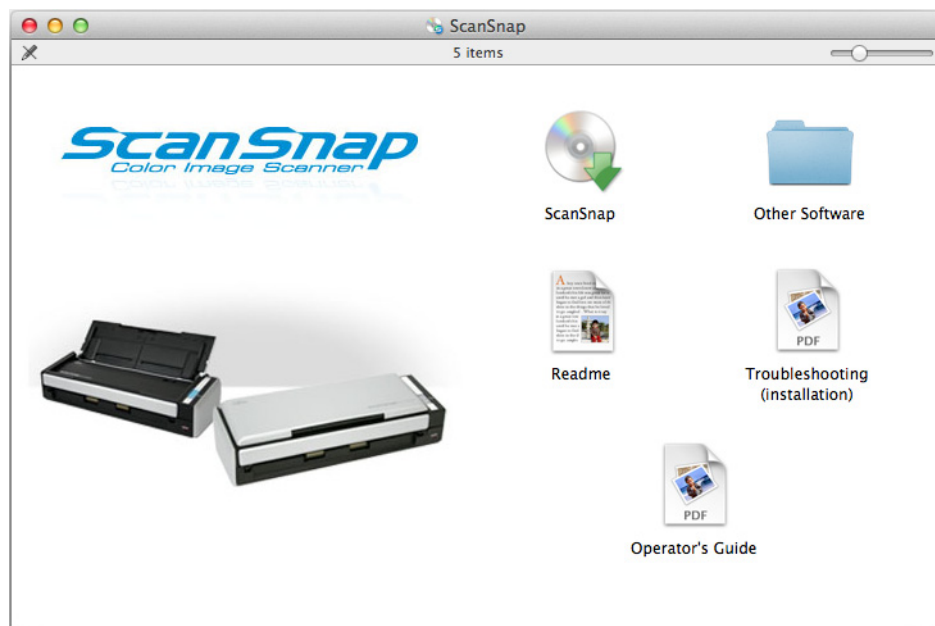 ScanSnap
5 items
ScanSnap
Color Image Scanner
ScanSnap
Other Software
Readme
PDF
Troubleshooting
(installation)
PDF
Operator's Guide